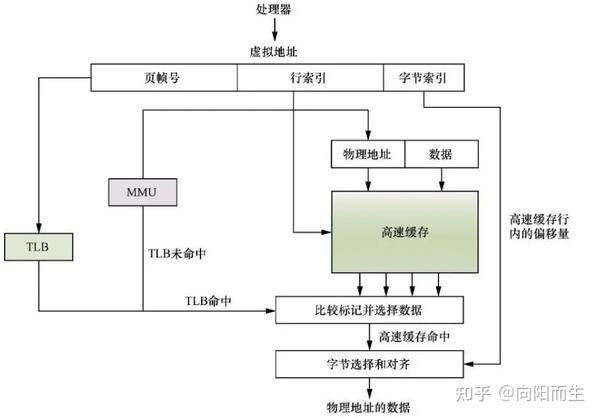 处理器
虚拟地址
页帧号
行索引
字节索引
物理地址
数据
MMU
高速缓存
高速缓存行
内的偏移量
TLB
TLB未命中
TLB命中
比较标记并选择数据
高速缓存命中
字节选择和对齐
物理地址的数据
知乎 @向阳而生